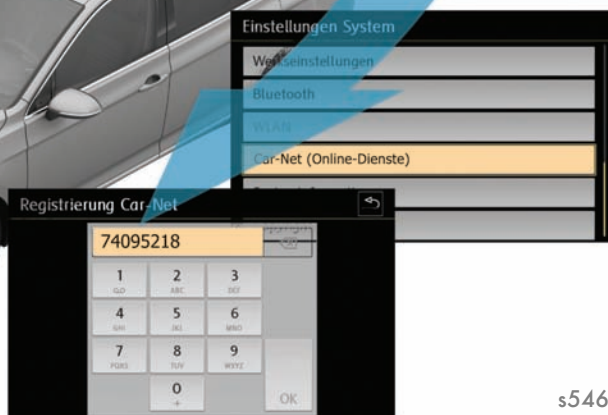 Einstellungen System
Werkseinstellungen
Bluetooth
WLAN
Car-Net (Online-Dienste)
Registrierung Car-Net
74095218
1 2 3
GO ABC DEF
4 5 6
GHI JKL MNO
7 8 9
PQRS TUV WXYZ
0
+
OK
s546